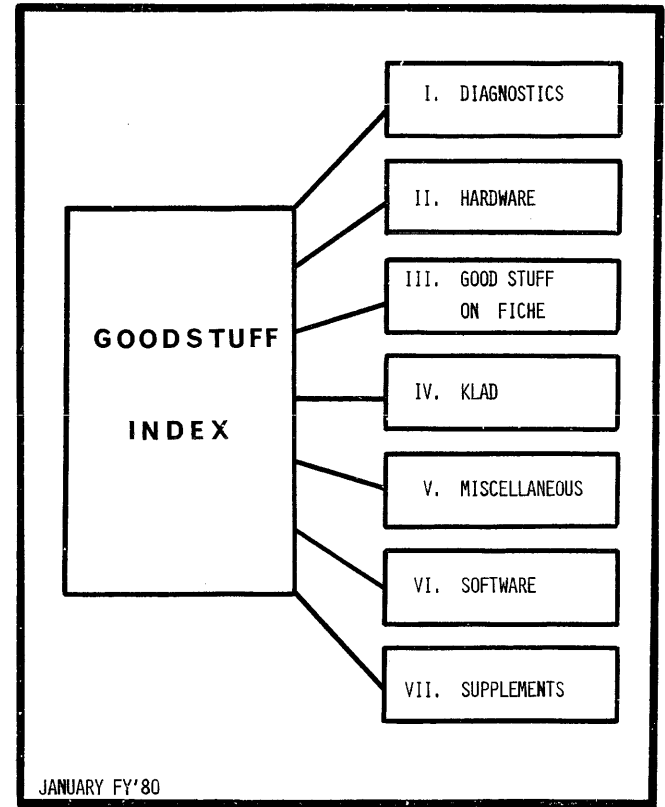 I. DIAGNOSTICS
II. HARDWARE
III. GOOD STUFF
ON FICHE
GOODSTUFF
INDEX
IV. KLAD
V. MISCELLANEOUS
VI. SOFTWARE
VII. SUPPLEMENTS
JANUARY FY'80